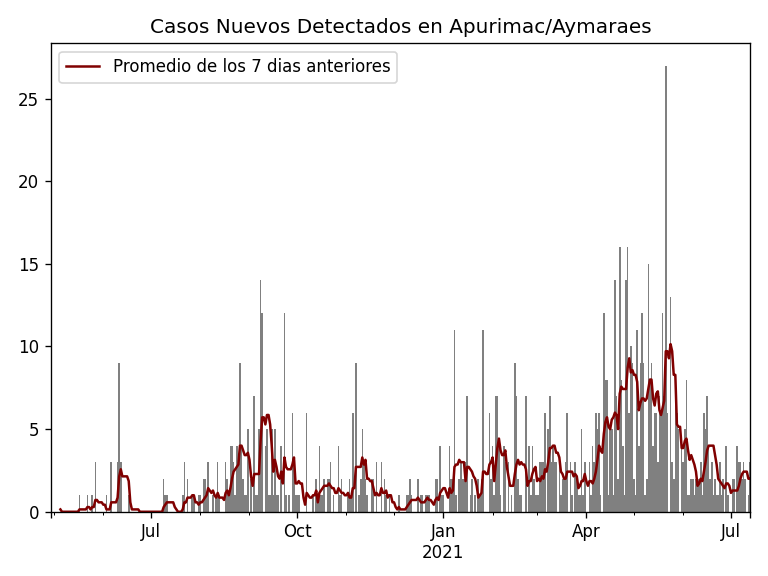 Casos Nuevos Detectados en Apurimac/Aymaraes
Promedio de los 7 dias anteriores
25
20
15
10
5
0
Jul Oct Jan Apr Jul
2021